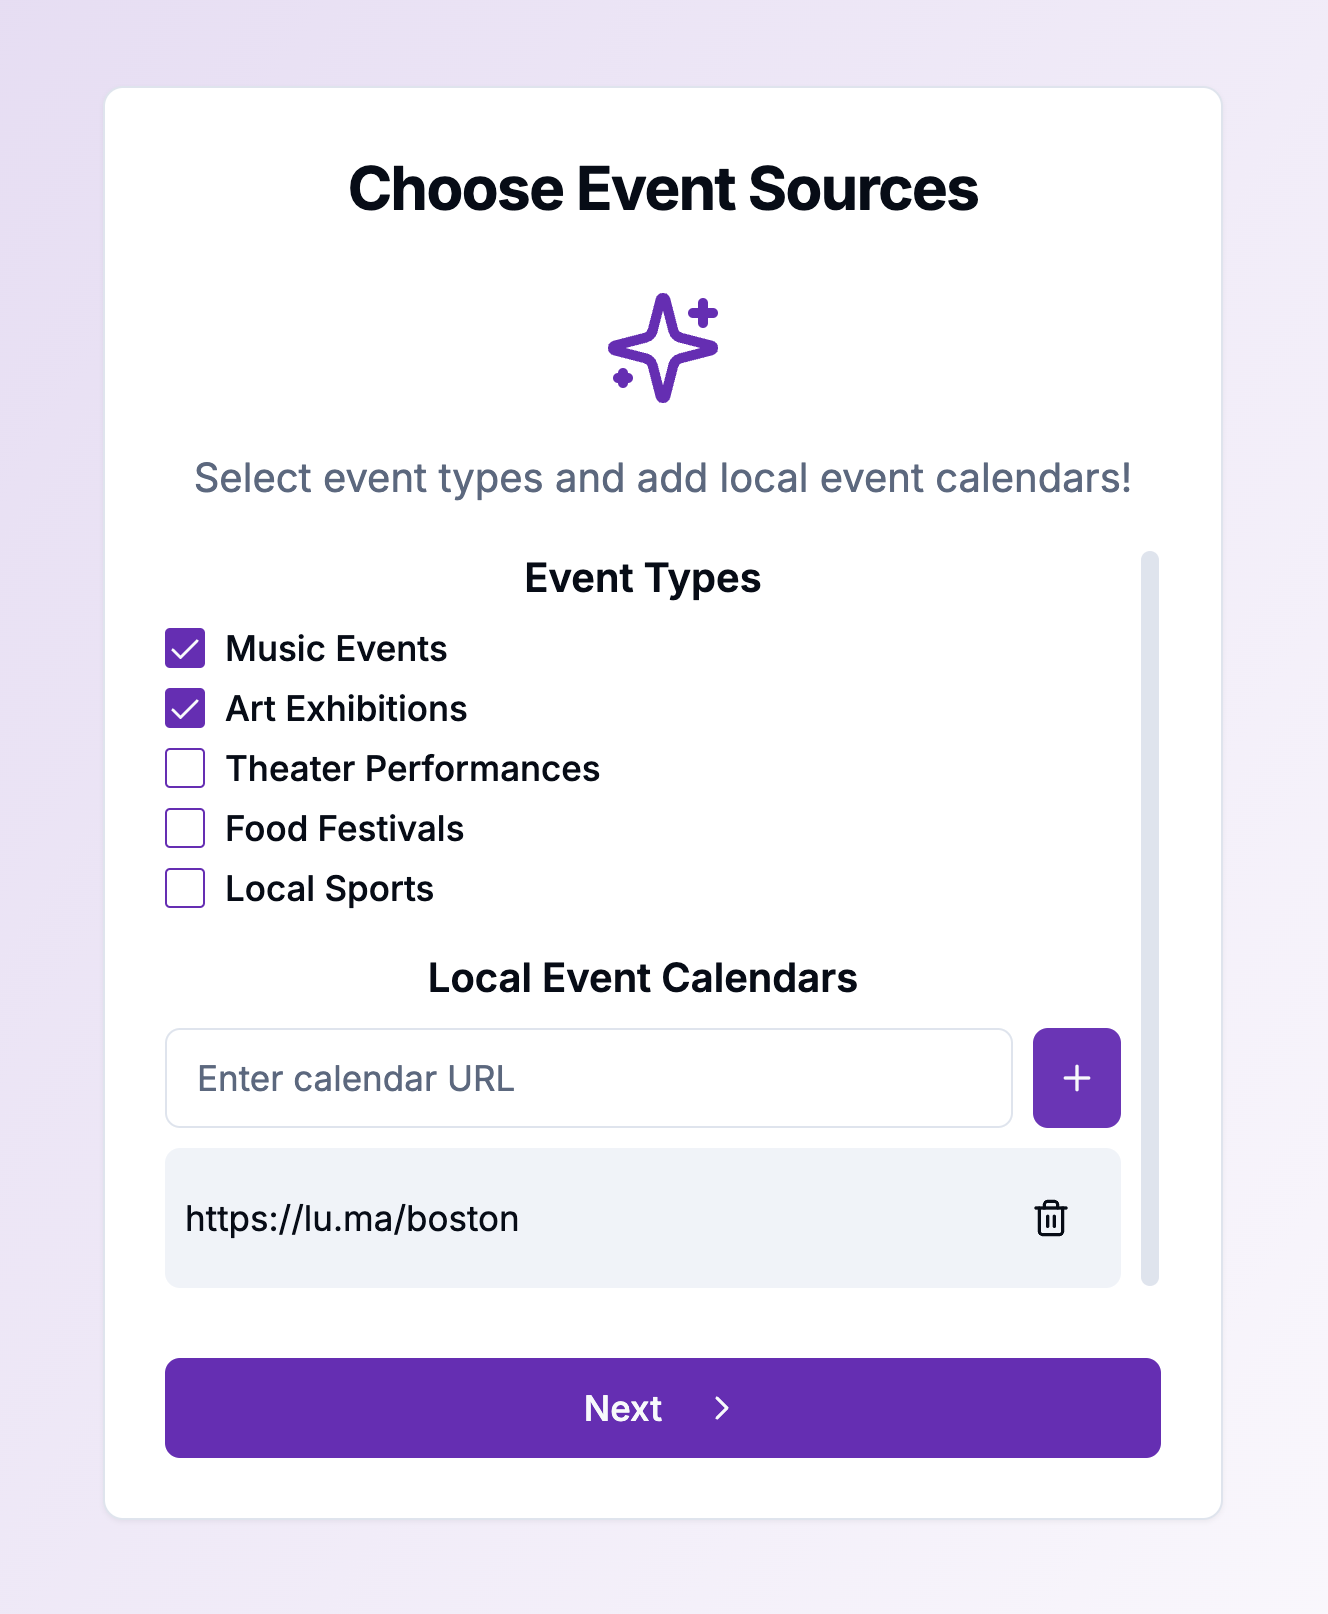 Choose Event Sources
Select event types and add local event calendars!
Event Types
Music Events
Art Exhibitions
Theater Performances
Food Festivals
Local Sports
Local Event Calendars
Enter calendar URL
https://lu.ma/boston
Next